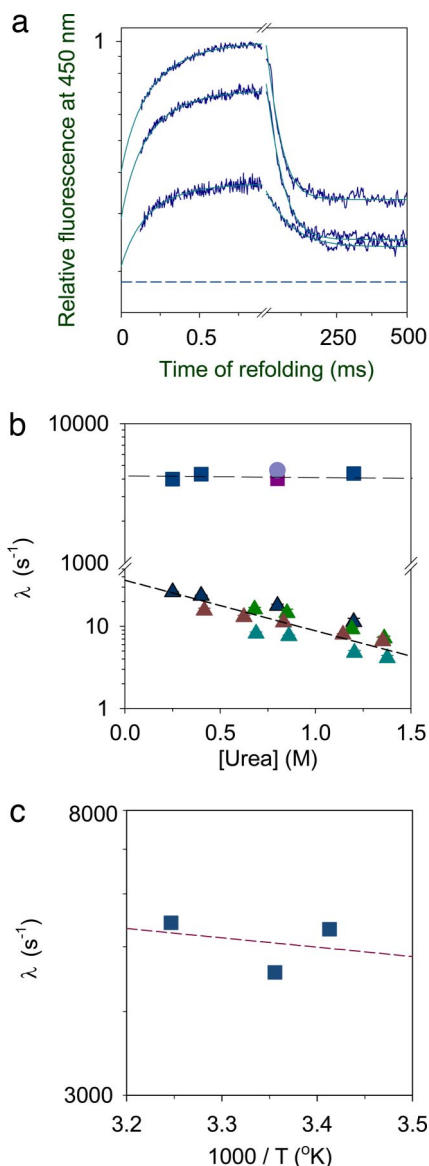 a
1
Relative fluorescence at 450 nm
0 0.5 250 500
Time of refolding (ms)
b
10000
1000
10
1
λ (s⁻¹)
0.0 0.5 1.0 1.5
[Urea] (M)
c
8000
λ (s⁻¹)
3000
3.2 3.3 3.4 3.5
1000 / T (°K)